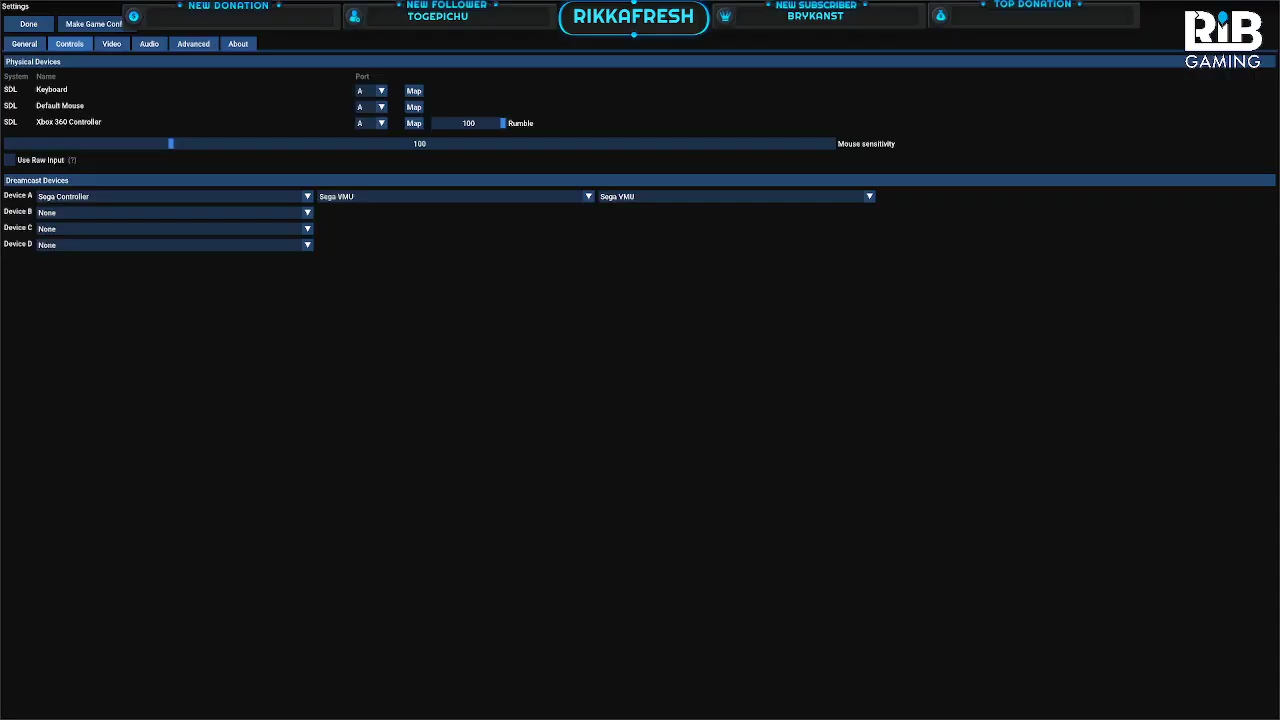 Settings
NEW DONATION
NEW FOLLOWER
TOGEPICHU
RIKKAFRESH
NEW SUBSCRIBER
BRYKANST
TOP DONATION
RIB
GAMING
Done
Make Game Conf
General
Controls
Video
Audio
Advanced
About
Physical Devices
System Name Port
SDL Keyboard A Map
SDL Default Mouse A Map
SDL Xbox 360 Controller A Map 100 Rumble
100 Mouse sensitivity
Use Raw Input (?)
Dreamcast Devices
Device A Sega Controller Sega VMU Sega VMU
Device B None
Device C None
Device D None